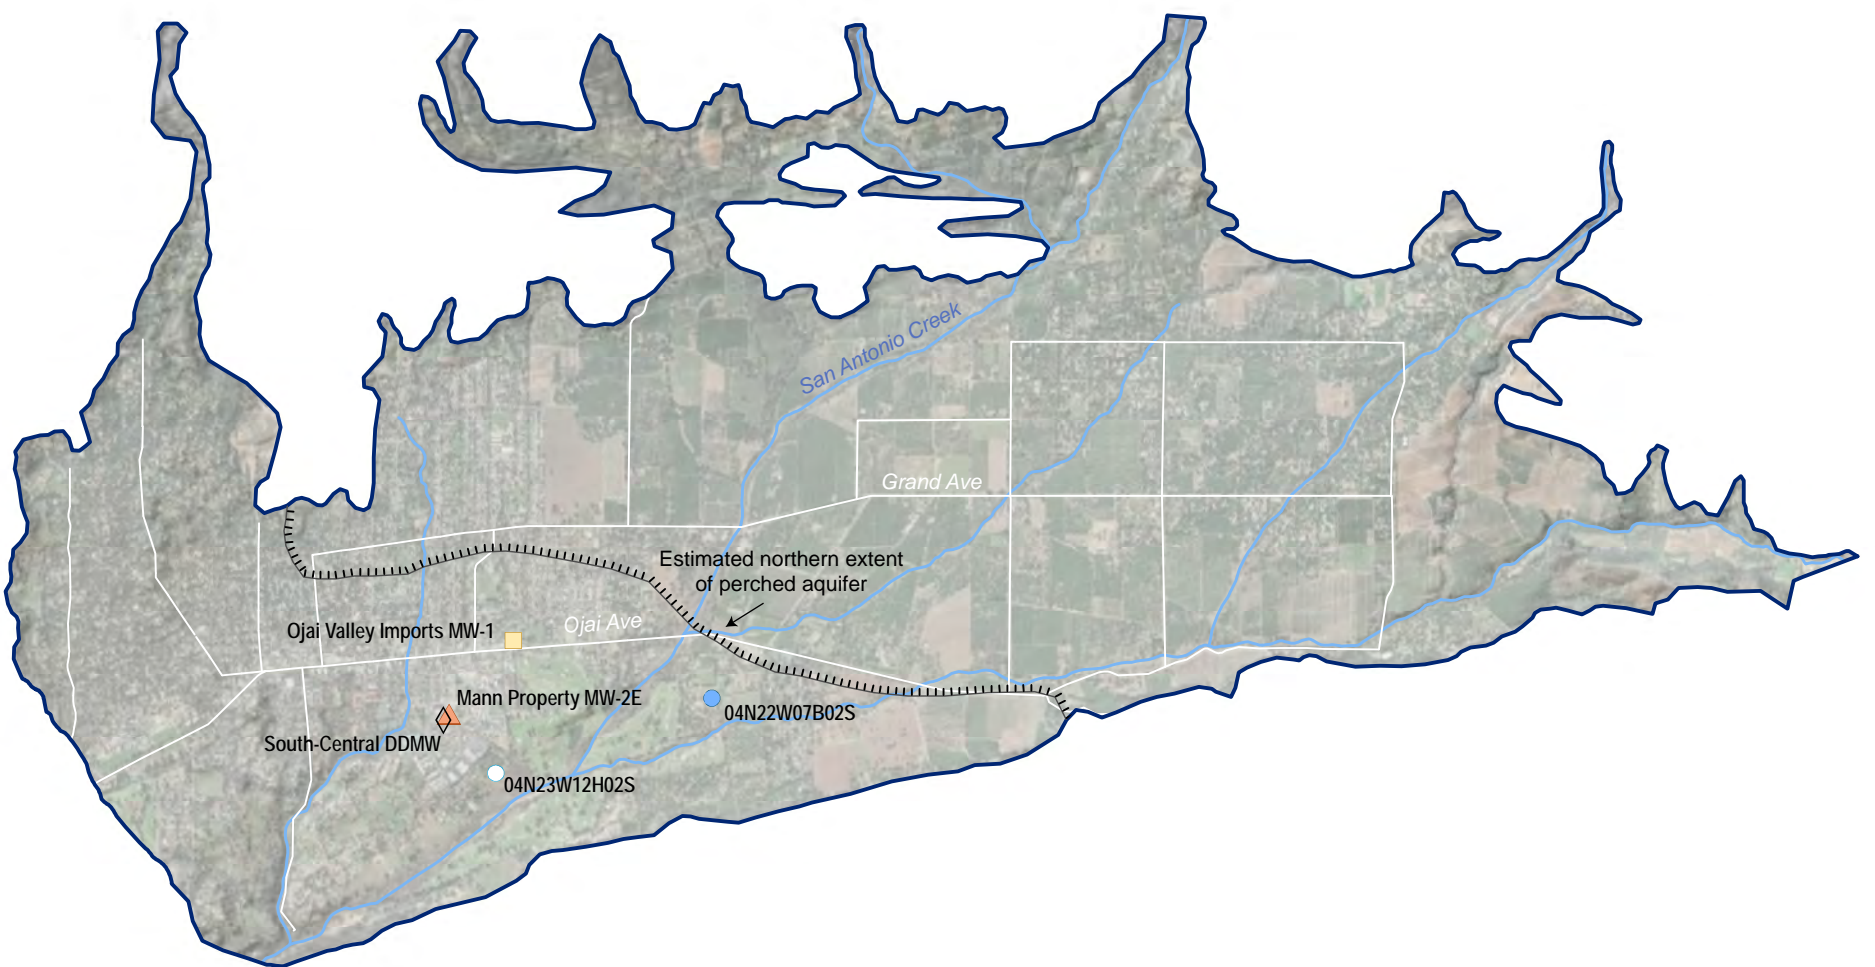 San Antonio Creek
Grand Ave
Estimated northern extent
of perched aquifer
Ojai Ave
Ojai Valley Imports MW-1
Mann Property MW-2E
04N22W07B02S
South-Central DDMW
04N23W12H02S